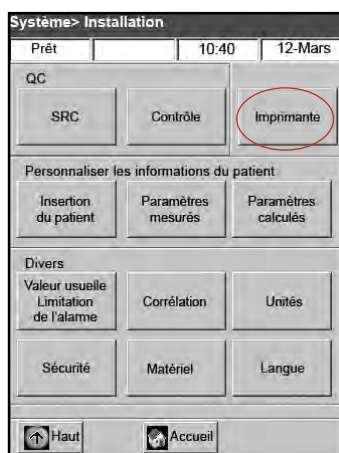 Système> Installation
Prêt 10:40 12-Mars
QC
SRC Contrôle Imprimante
Personnaliser les informations du patient
Insertion du patient
Paramètres mesurés
Paramètres calculés
Divers
Valeur usuelle Limitation de l'alarme
Corrélation
Unités
Sécurité Matériel Langue
Haut Accueil